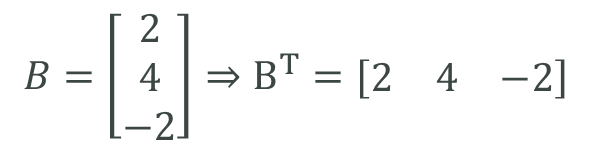 B = [2 4 −2] ⇒ Bᵀ = [2 4 −2]